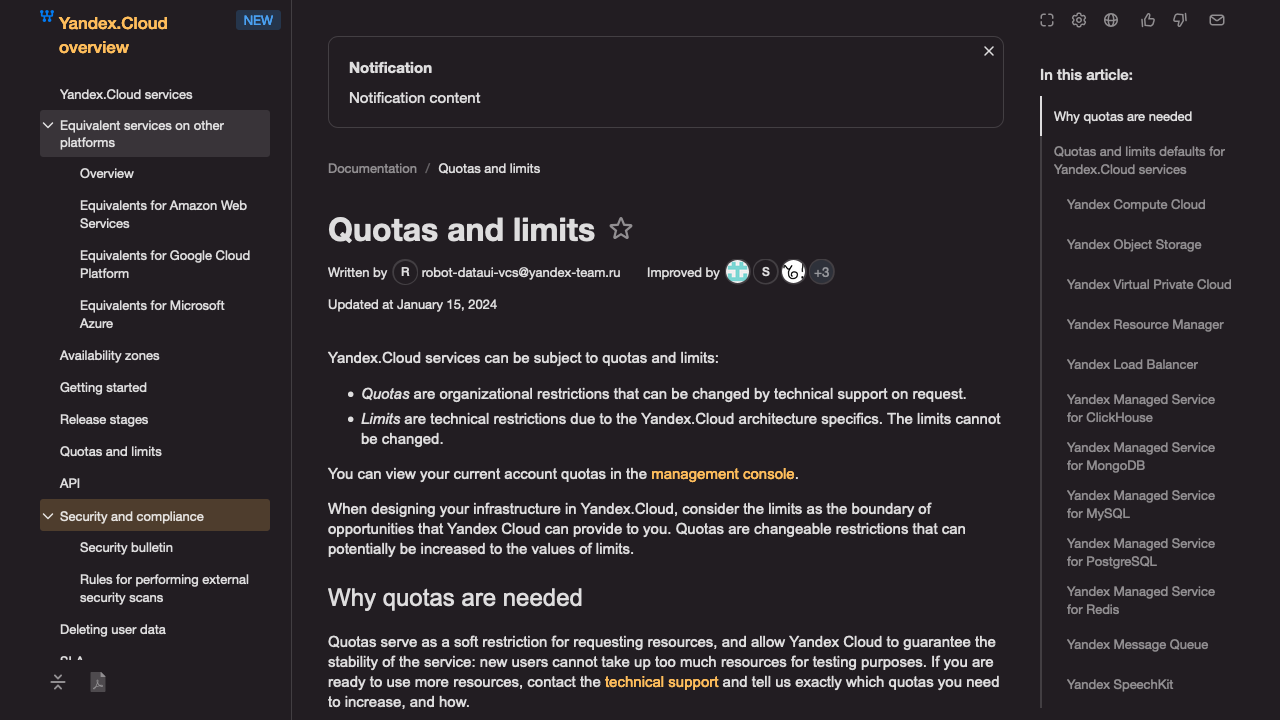 Yandex.Cloud
overview
NEW
Yandex.Cloud services
Equivalent services on other
platforms
Overview
Equivalents for Amazon Web
Services
Equivalents for Google Cloud
Platform
Equivalents for Microsoft
Azure
Availability zones
Getting started
Release stages
Quotas and limits
API
Security and compliance
Security bulletin
Rules for performing external
security scans
Deleting user data
Notification
Notification content
Documentation / Quotas and limits
Quotas and limits
Written by R robot-dataui-vcs@yandex-team.ru Improved by S +3
Updated at January 15, 2024
Yandex.Cloud services can be subject to quotas and limits:
• Quotas are organizational restrictions that can be changed by technical support on request.
• Limits are technical restrictions due to the Yandex.Cloud architecture specifics. The limits cannot
be changed.
You can view your current account quotas in the management console.
When designing your infrastructure in Yandex.Cloud, consider the limits as the boundary of
opportunities that Yandex Cloud can provide to you. Quotas are changeable restrictions that can
potentially be increased to the values of limits.
Why quotas are needed
Quotas serve as a soft restriction for requesting resources, and allow Yandex Cloud to guarantee the
stability of the service: new users cannot take up too much resources for testing purposes. If you are
ready to use more resources, contact the technical support and tell us exactly which quotas you need
to increase, and how.
In this article:
Why quotas are needed
Quotas and limits defaults for
Yandex.Cloud services
Yandex Compute Cloud
Yandex Object Storage
Yandex Virtual Private Cloud
Yandex Resource Manager
Yandex Load Balancer
Yandex Managed Service
for ClickHouse
Yandex Managed Service
for MongoDB
Yandex Managed Service
for MySQL
Yandex Managed Service
for PostgreSQL
Yandex Managed Service
for Redis
Yandex Message Queue
Yandex SpeechKit